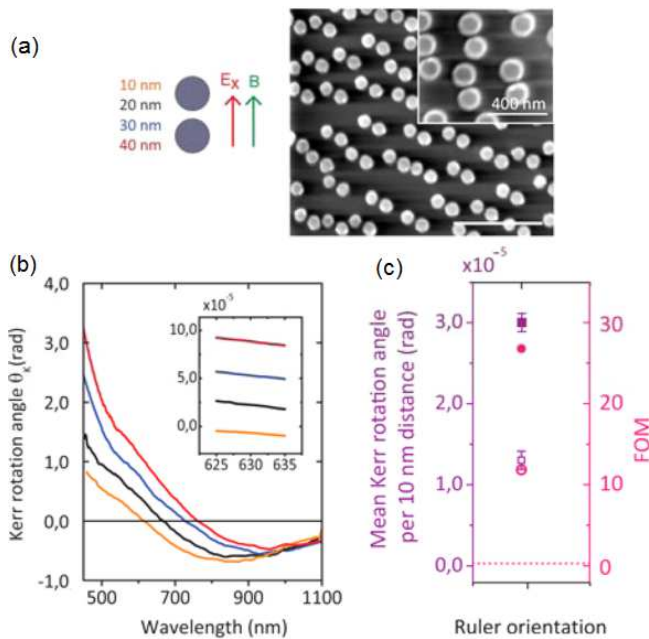 (a)
10 nm
20 nm
30 nm
40 nm
Ex B
400 nm
(b)
Kerr rotation angle θK(rad)
4,0
3,0
2,0
1,0
0,0
-1,0
x10⁻⁵
10,0
5,0
0,0
625 630 635
450 700 900 1100
Wavelength (nm)
(c)
x10⁻⁵
Mean Kerr rotation angle
per 10 nm distance (rad)
3,0
2,0
1,0
0,0
30
20
10
0
FOM
Ruler orientation